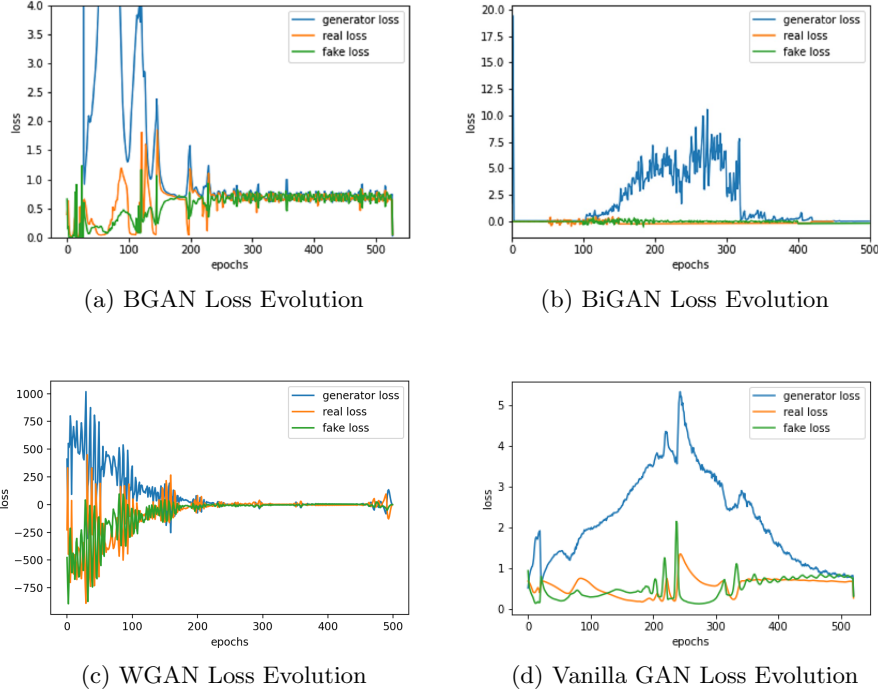 4.0
3.5
3.0
2.5
2.0
1.5
1.0
0.5
0.0
loss
generator loss
real loss
fake loss
0 100 200 300 400 500
epochs
(a) BGAN Loss Evolution
20.0
17.5
15.0
12.5
10.0
7.5
5.0
2.5
0.0
loss
generator loss
real loss
fake loss
0 100 200 300 400 500
epochs
(b) BiGAN Loss Evolution
1000
750
500
250
0
−250
−500
−750
loss
generator loss
real loss
fake loss
0 100 200 300 400 500
epochs
(c) WGAN Loss Evolution
5
4
3
2
1
0
loss
generator loss
real loss
fake loss
0 100 200 300 400 500
epochs
(d) Vanilla GAN Loss Evolution